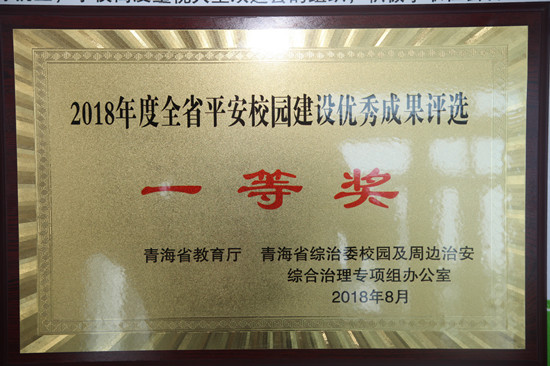 2018年度全省平安校园建设优秀成果评选
一等奖
青海省教育厅 青海省综治委校园及周边治安
综合治理专项组办公室
2018年8月